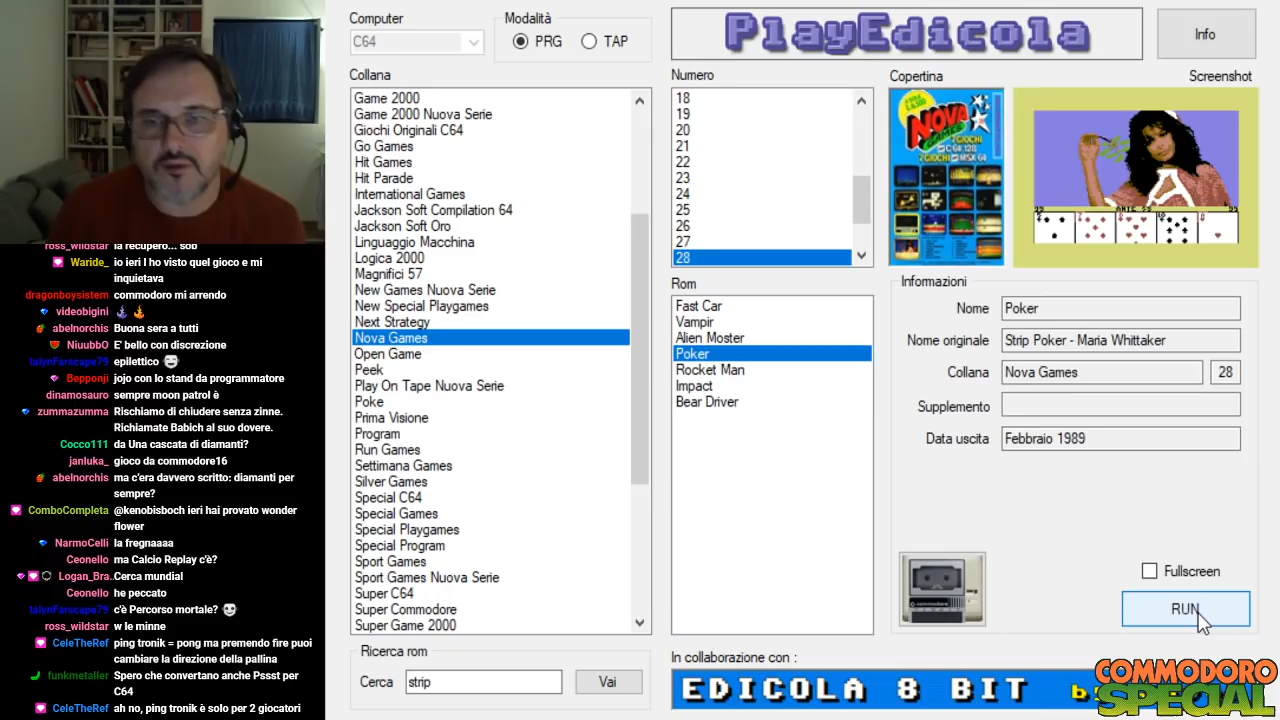 ross_wildstar la recupero... sob
Waride_ io ieri l ho visto quel gioco e mi
inquietava
dragonboysistem commodoro mi arrendo
videobigini
abelnorchis Buona sera a tutti
NiuubbO E' bello con discrezione
talynFarscape79 epilettico
Bepponji jojo con lo stand da programmatore
dinamosauro sempre moon patrol è
zummazumma Rischiamo di chiudere senza zinne.
Richiamate Babich al suo dovere.
Cocco111 da Una cascata di diamanti?
janluka_ gioco da commodore16
abelnorchis ma c'era davvero scritto: diamanti per
sempre?
ComboCompleta @kenobisboch ieri hai provato wonder
flower
NarmoCelli la fregnaaaa
Ceonello ma Calcio Replay c'è?
Logan_Bra.. Cerca mundial
Ceonello he peccato
talynFarscape79 c'è Percorso mortale?
ross_wildstar w le minne
CeleTheRef ping tronik = pong ma premendo fire puoi
cambiare la direzione della pallina
funkmetaller Spero che convertano anche Pssst per
C64
CeleTheRef ah no, ping tronik è solo per 2 giocatori
Computer
C64
Modalità
PRG
TAP
PlayEdicola
Info
Collana
Game 2000
Game 2000 Nuova Serie
Giochi Originali C64
Go Games
Hit Games
Hit Parade
International Games
Jackson Soft Compilation 64
Jackson Soft Oro
Linguaggio Macchina
Logica 2000
Magnifici 57
New Games Nuova Serie
New Special Playgames
Next Strategy
Nova Games
Open Game
Peek
Play On Tape Nuova Serie
Poke
Prima Visione
Program
Run Games
Settimana Games
Silver Games
Special C64
Special Games
Special Playgames
Special Program
Sport Games
Sport Games Nuova Serie
Super C64
Super Commodore
Super Game 2000
Ricerca rom
Cerca
strip
Vai
Numero
18
19
20
21
22
23
24
25
26
27
28
Rom
Fast Car
Vampir
Alien Moster
Poker
Rocket Man
Impact
Bear Driver
Copertina
Screenshot
NOVA
GAMES
Informazioni
Nome
Poker
Nome originale
Strip Poker - Maria Whittaker
Collana
Nova Games
28
Supplemento
Data uscita
Febbraio 1989
Fullscreen
RUN
In collaborazione con :
EDICOLA 8 BIT b
COMMODORO
SPECIAL